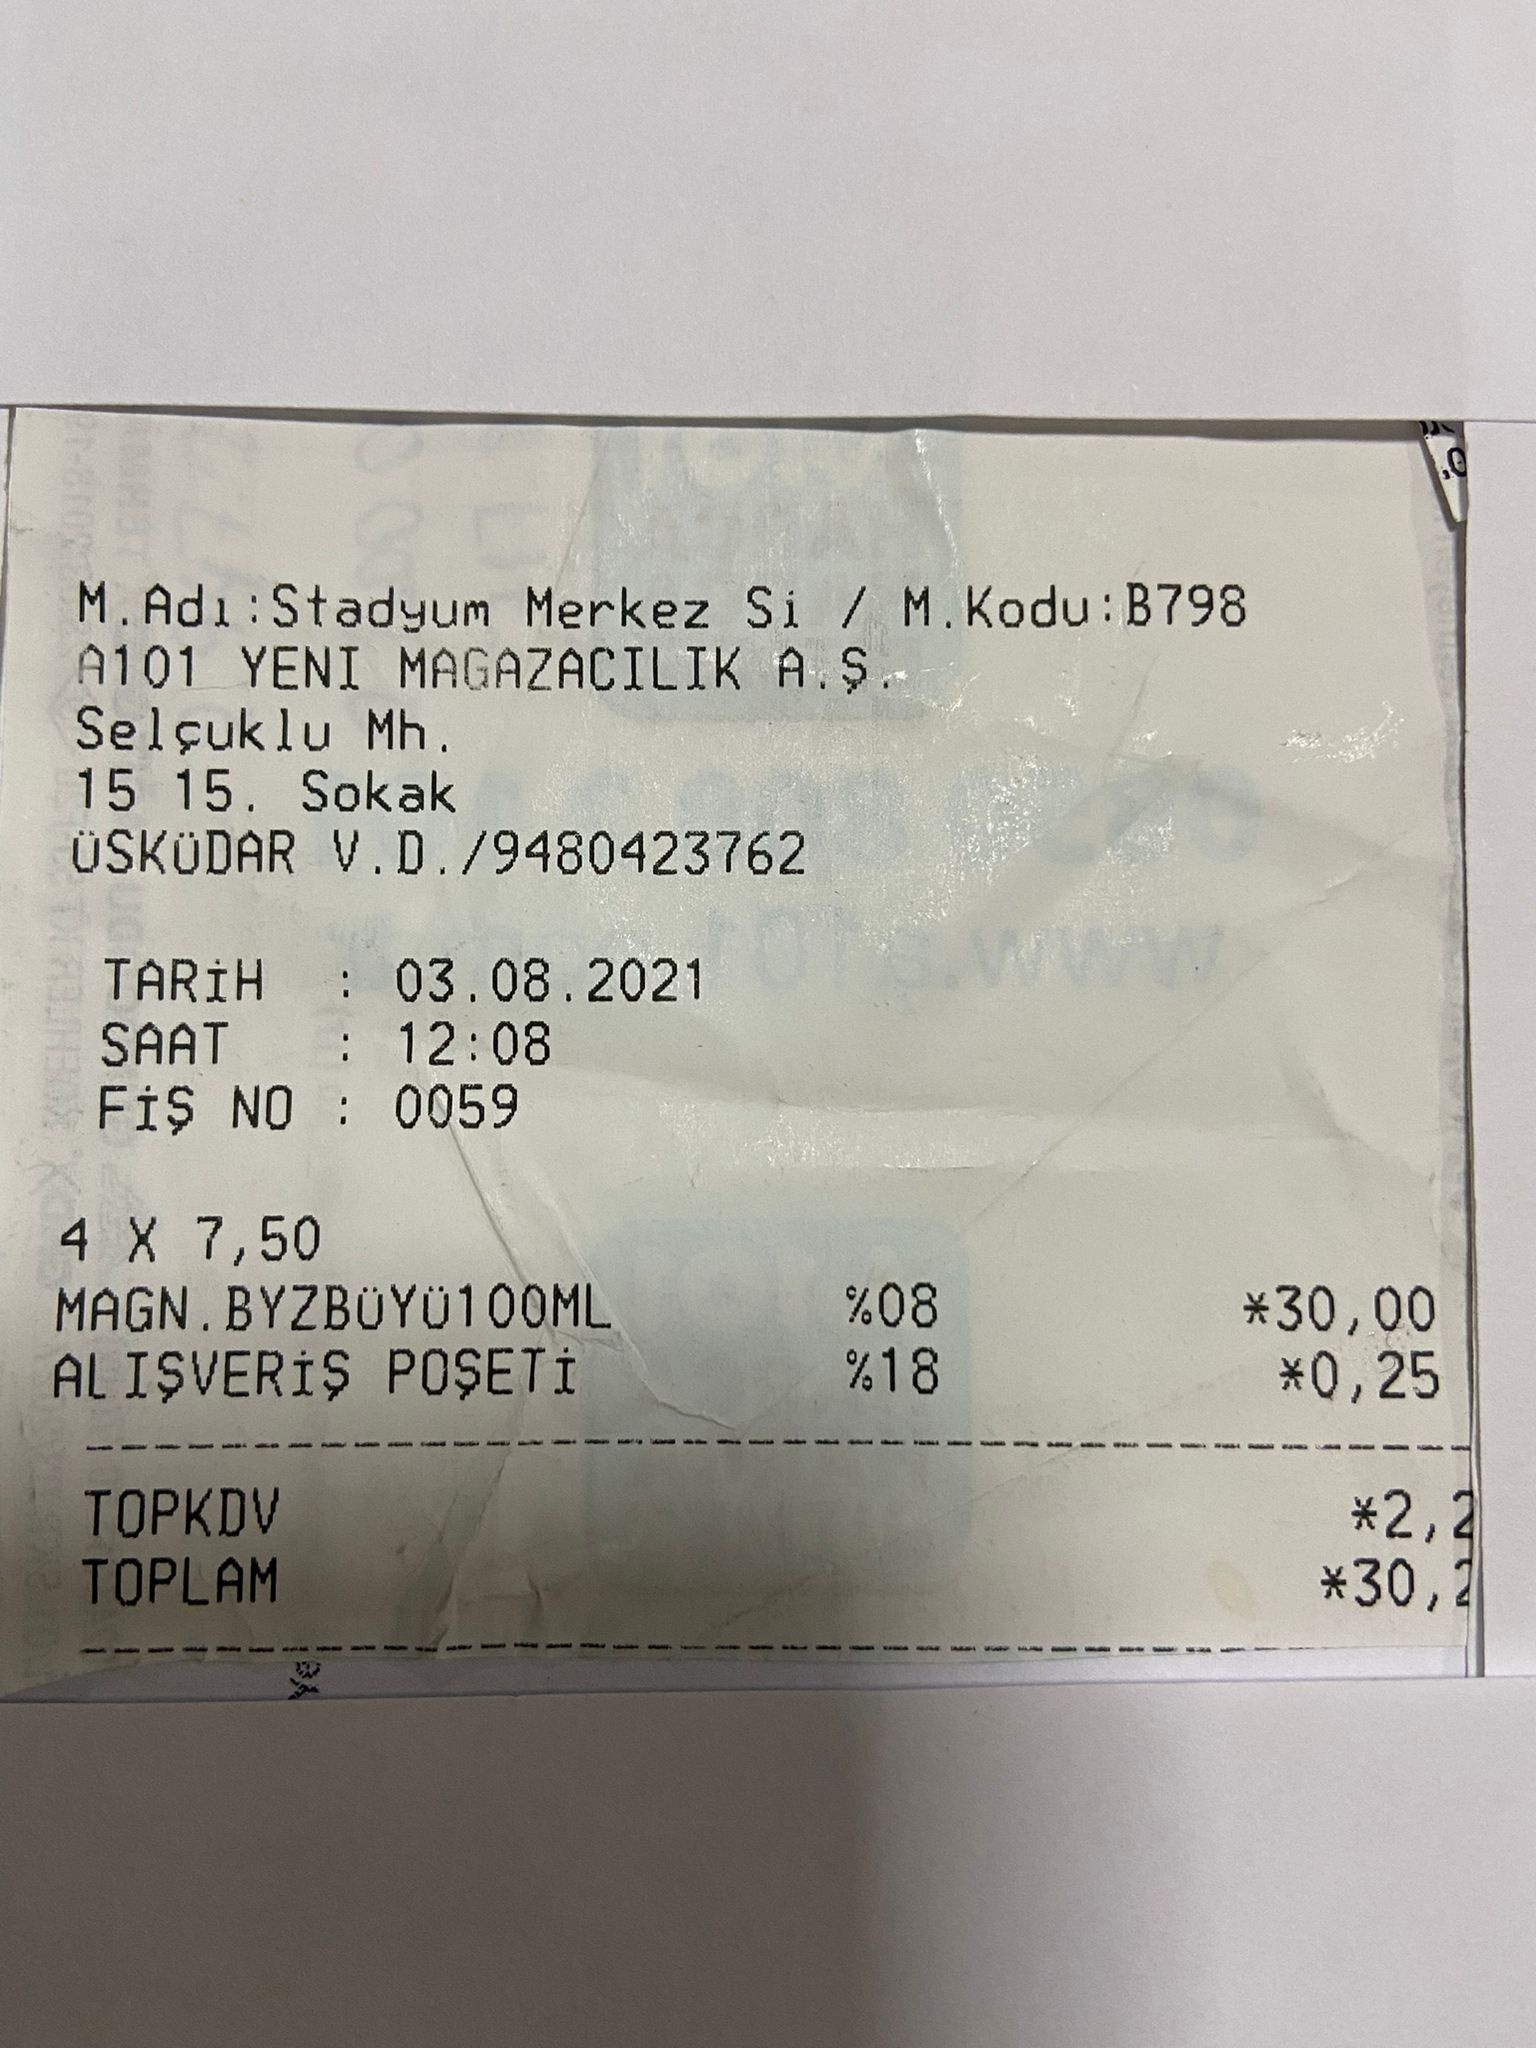 M.Adı:Stadyum Merkez Si / M.Kodu:B798
A101 YENI MAGAZACILIK A.Ş.
Selçuklu Mh.
15 15. Sokak
ÜSKÜDAR V.D./9480423762
TARİH : 03.08.2021
SAAT : 12:08
FİŞ NO : 0059
4 X 7,50
MAGN.BYZBÜYÜ100ML %08 *30,00
ALIŞVERİŞ POŞETİ %18 *0,25
TOPKDV *2,2
TOPLAM *30,2